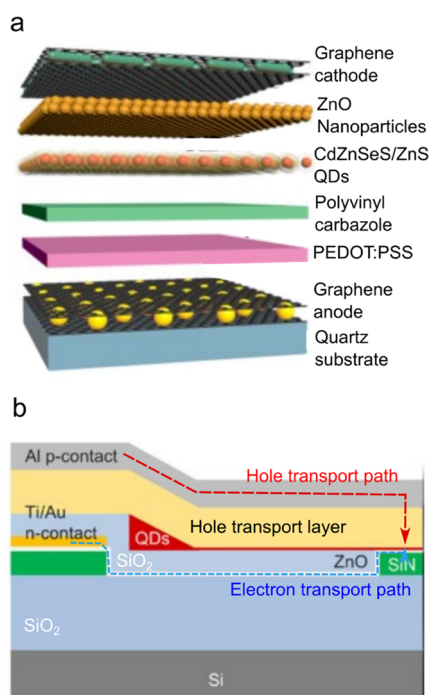 a
Graphene
cathode
ZnO
Nanoparticles
CdZnSeS/ZnS
QDs
Polyvinyl
carbazole
PEDOT:PSS
Graphene
anode
Quartz
substrate
b
Al p-contact
Hole transport path
Ti/Au
n-contact
QDs
Hole transport layer
SiO2
ZnO
SiN
Electron transport path
SiO2
Si